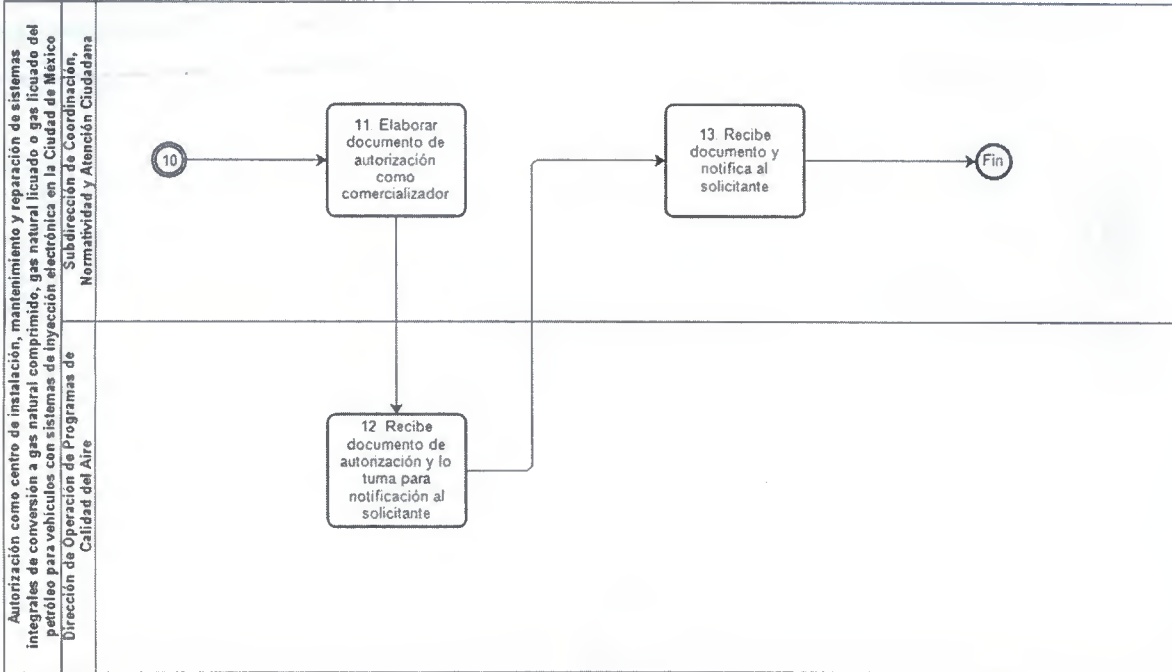 Autorización como centro de instalación, mantenimiento y reparación de sistemas
integrales de conversión a gas natural comprimido, gas natural licuado o gas licuado del
petróleo para vehículos con sistemas de inyección electrónica en la Ciudad de México
Subdirección de Coordinación,
Normatividad y Atención Ciudadana
10
11. Elaborar
documento de
autorización
como
comercializador
13. Recibe
documento y
notifica al
solicitante
Fin
Dirección de Operación de Programas de
Calidad del Aire
12 Recibe
documento de
autorización y lo
turna para
notificación al
solicitante